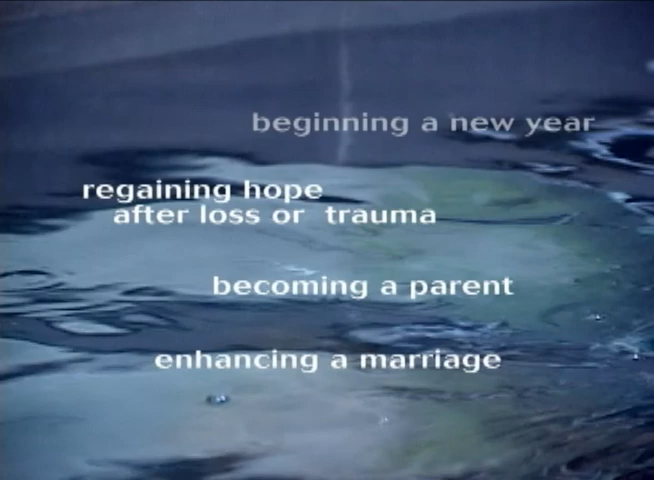 beginning a new year
regaining hope
after loss or trauma
becoming a parent
enhancing a marriage